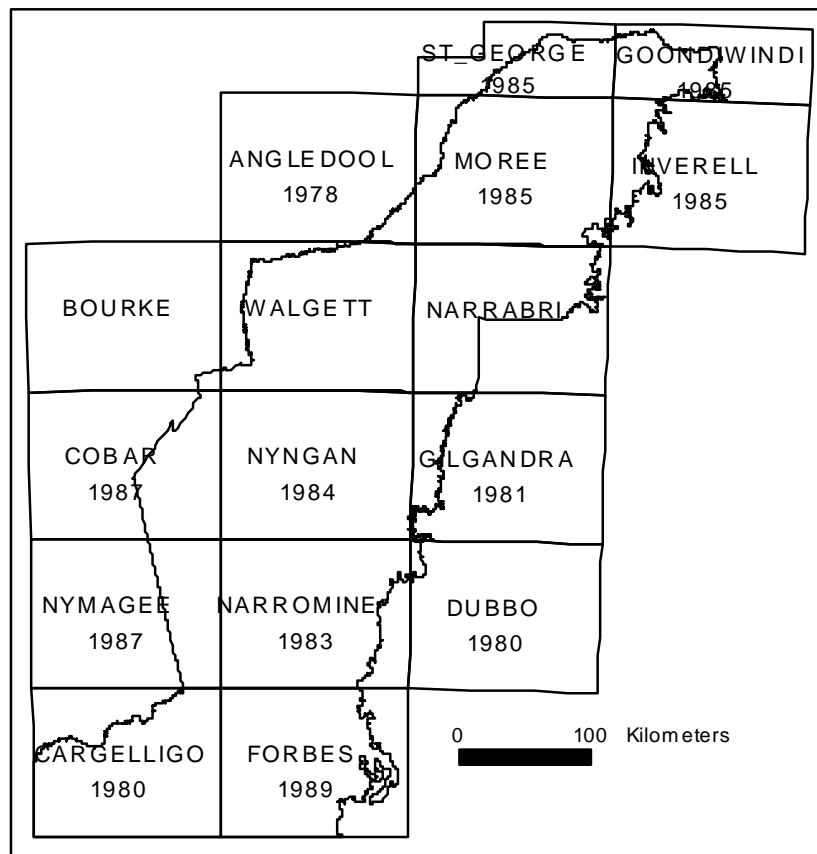 ST_GEORGE
1985
GOONDIWINDI
1985
ANGLEDOOL
1978
MOREE
1985
INVERELL
1985
BOURKE
WALGETT
NARRABRI
COBAR
1987
NYNGAN
1984
GILGANDRA
1981
NYMAGEE
1987
NARROMINE
1983
DUBBO
1980
CARGELLIGO
1980
FORBES
1989
0 100 Kilometers